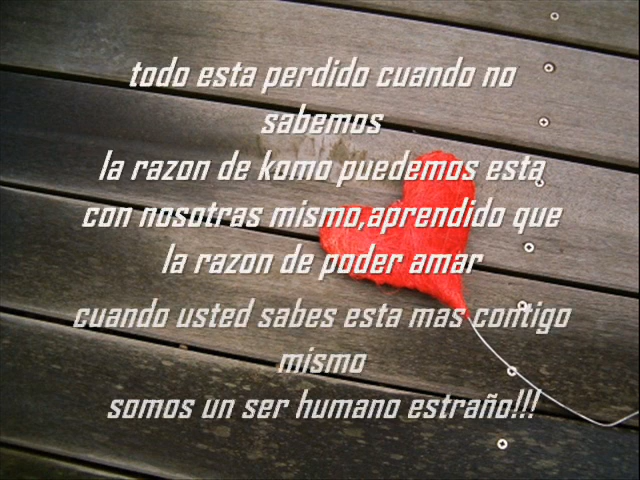 todo esta perdido cuando no
sabemos
la razon de komo puedemos esta
con nosotras mismo,aprendido que
la razon de poder amar
cuando usted sabes esta mas contigo
mismo
somos un ser humano estraño!!!